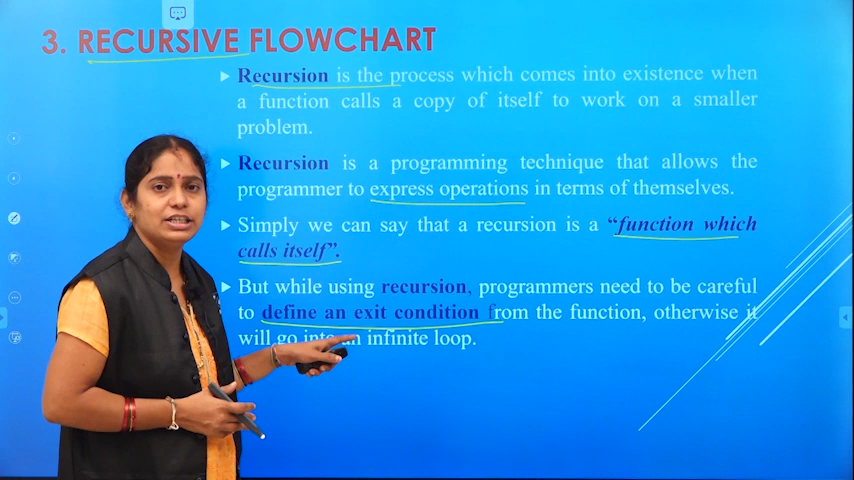 3. RECURSIVE FLOWCHART
Recursion is the process which comes into existence when
a function calls a copy of itself to work on a smaller
problem.
Recursion is a programming technique that allows the
programmer to express operations in terms of themselves.
Simply we can say that a recursion is a “function which
calls itself”.
But while using recursion, programmers need to be careful
to define an exit condition from the function, otherwise it
will go into an infinite loop.